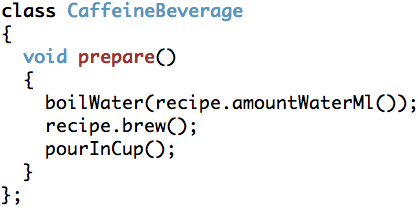 class CaffeineBeverage
{
  void prepare()
  {
    boilWater(recipe.amountWaterMl());
    recipe.brew();
    pourInCup();
  }
};